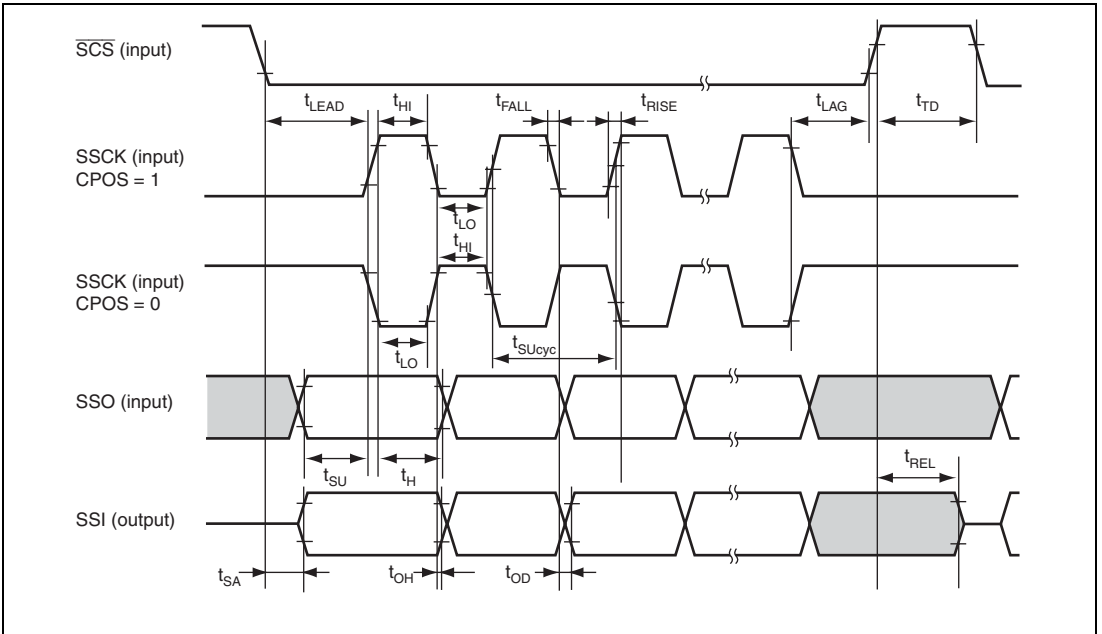 SCS (input)
tLEAD tHI tFALL tRISE tLAG tTD
SSCK (input)
CPOS = 1
tLO
tHI
SSCK (input)
CPOS = 0
tLO tSUcyc
SSO (input)
tSU tH tREL
SSI (output)
tSA tOH tOD